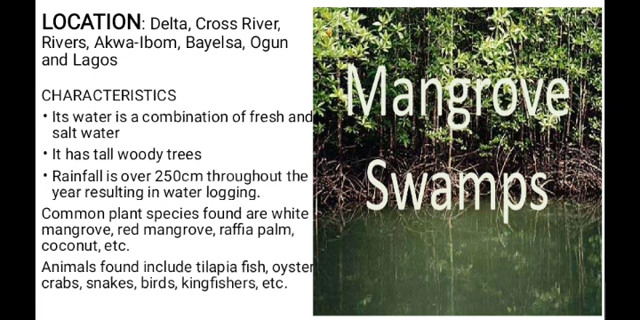 LOCATION: Delta, Cross River,
Rivers, Akwa-Ibom, Bayelsa, Ogun
and Lagos
CHARACTERISTICS
• Its water is a combination of fresh and
salt water
• It has tall woody trees
• Rainfall is over 250cm throughout the
year resulting in water logging.
Common plant species found are white
mangrove, red mangrove, raffia palm,
coconut, etc.
Animals found include tilapia fish, oyster
crabs, snakes, birds, kingfishers, etc.
Mangrove
Swamps